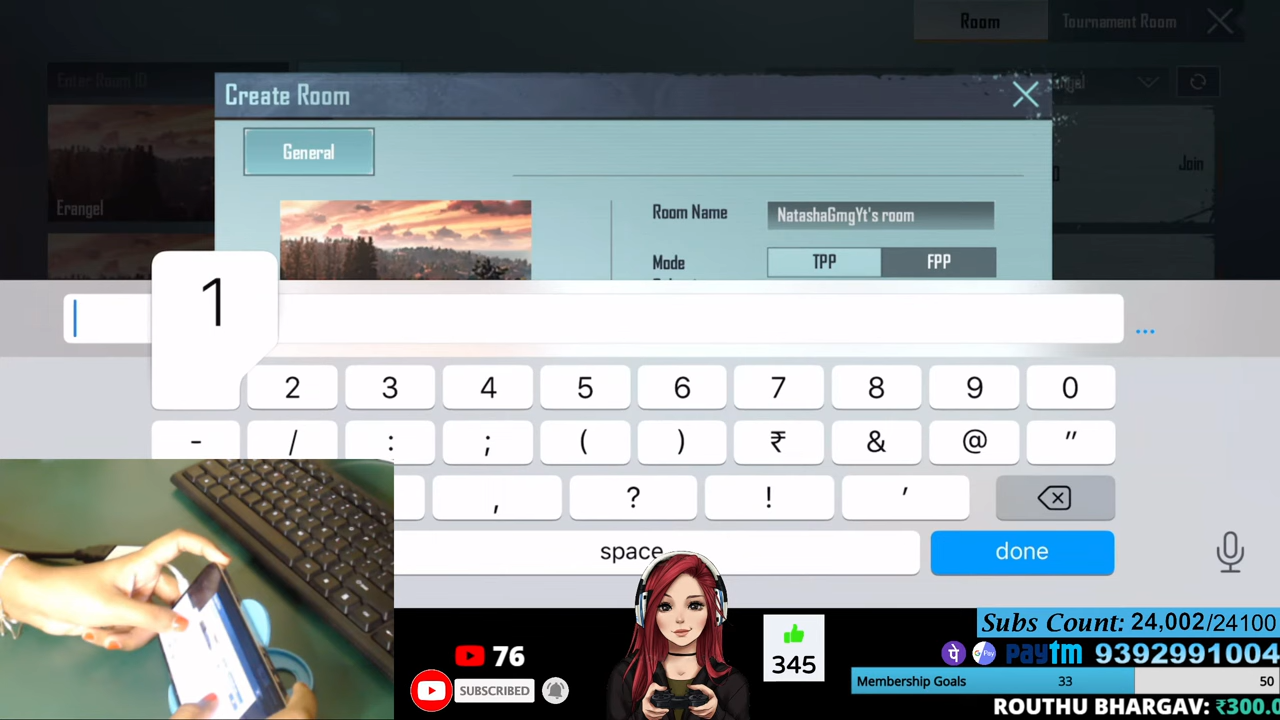 Room
Tournament Room
Enter Room ID
Create Room
General
Join
Erangel
Room Name
NatashaGmgYt's room
Mode
TPP
FPP
1
...
2 3 4 5 6 7 8 9 0
- / : ; ( ) ₹ & @ "
, ? ! '
space
done
Subs Count: 24,002/24100
76
345
पे
G Pay
paytm
9392991004
SUBSCRIBED
Membership Goals 33 50
ROUTHU BHARGAV: ₹300.0